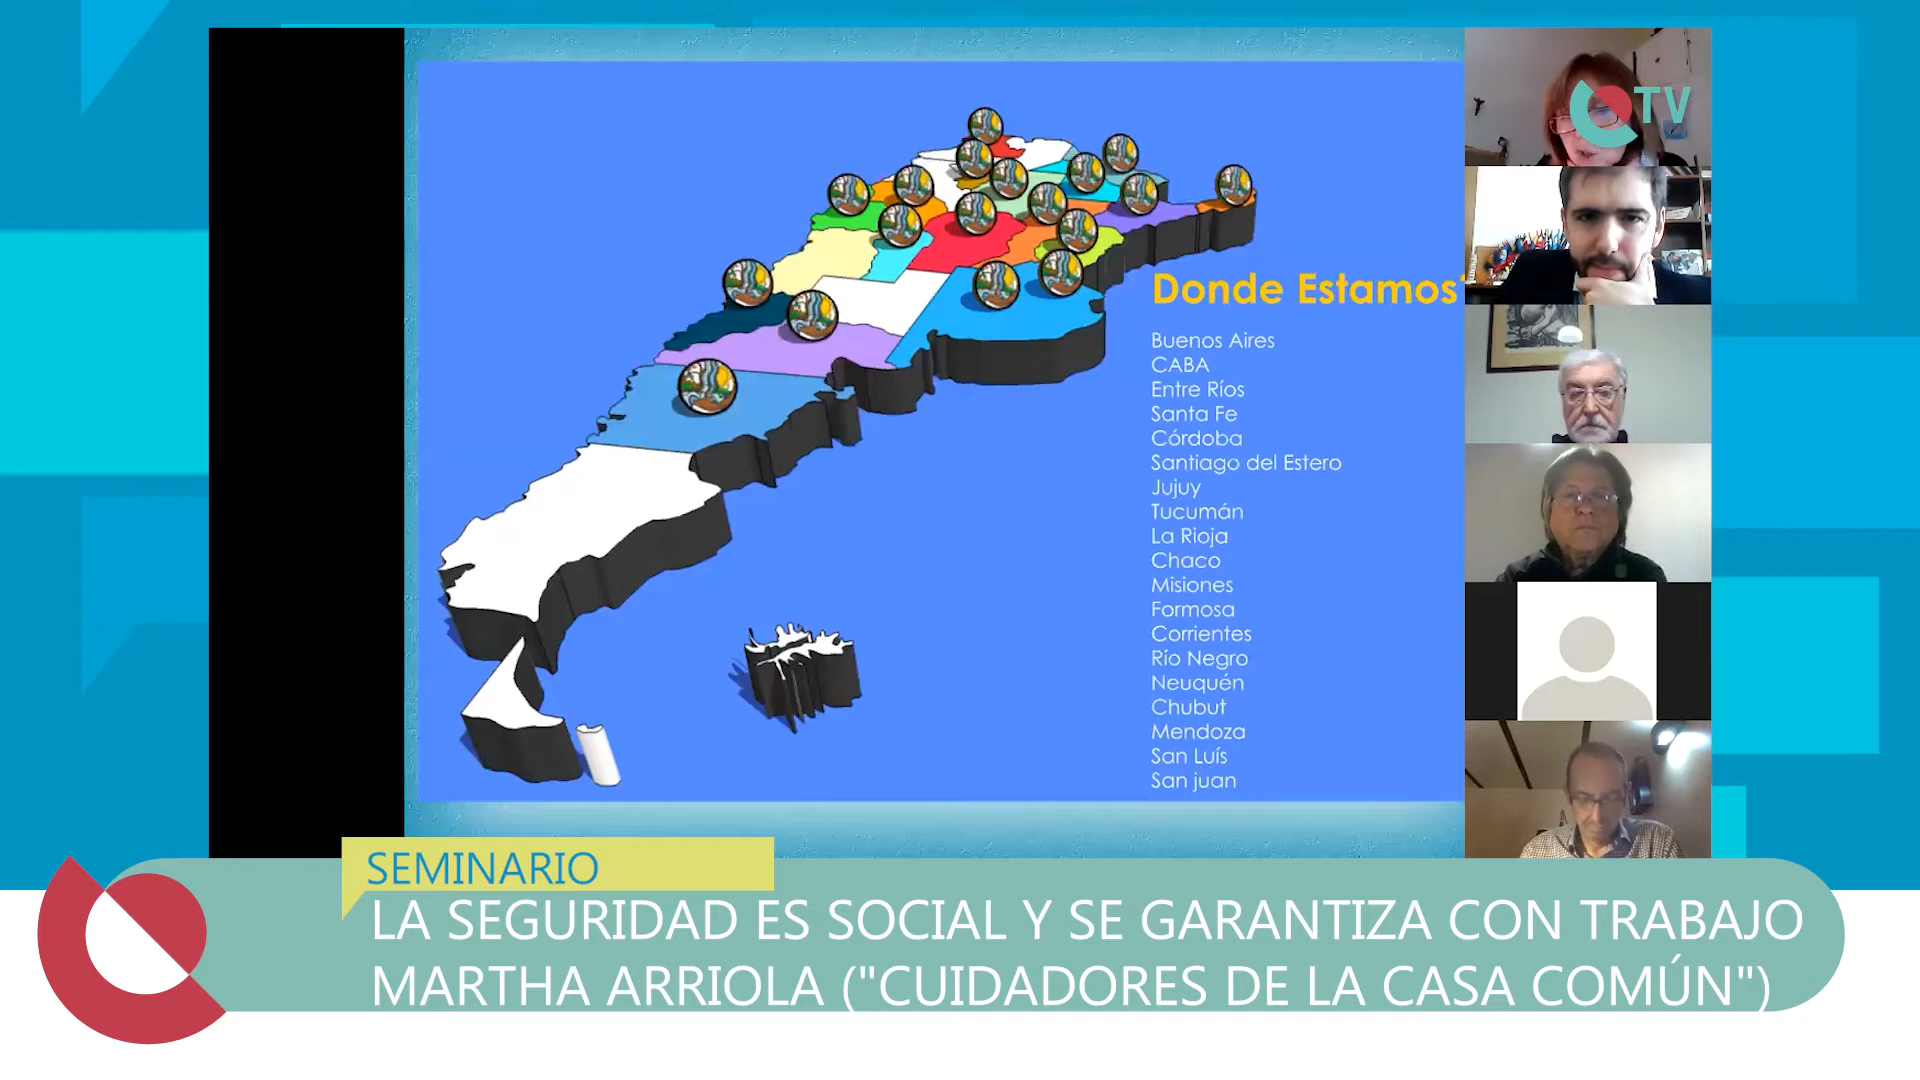 TV
Donde Estamos?
Buenos Aires
CABA
Entre Ríos
Santa Fe
Córdoba
Santiago del Estero
Jujuy
Tucumán
La Rioja
Chaco
Misiones
Formosa
Corrientes
Río Negro
Neuquén
Chubut
Mendoza
San Luís
San juan
SEMINARIO
LA SEGURIDAD ES SOCIAL Y SE GARANTIZA CON TRABAJO
MARTHA ARRIOLA ("CUIDADORES DE LA CASA COMÚN")